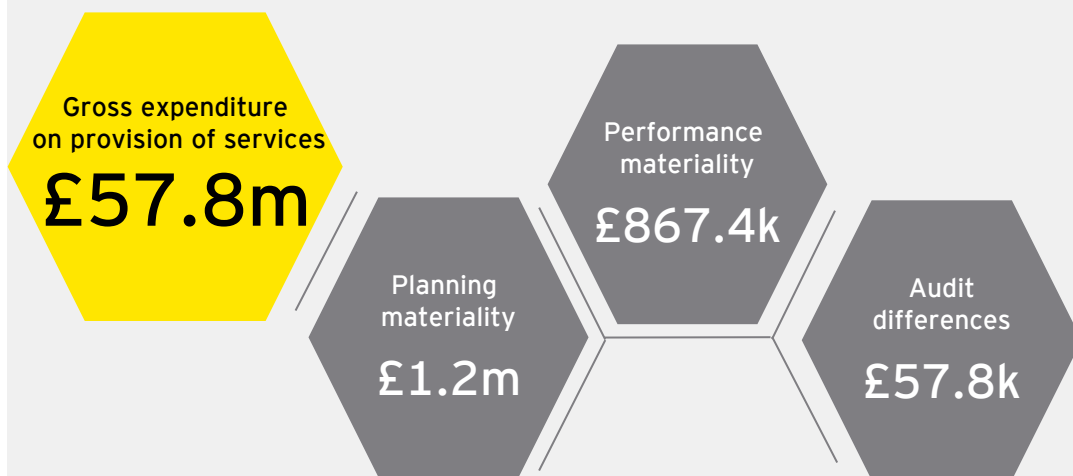 Gross expenditure
on provision of services
£57.8m
Planning
materiality
£1.2m
Performance
materiality
£867.4k
Audit
differences
£57.8k